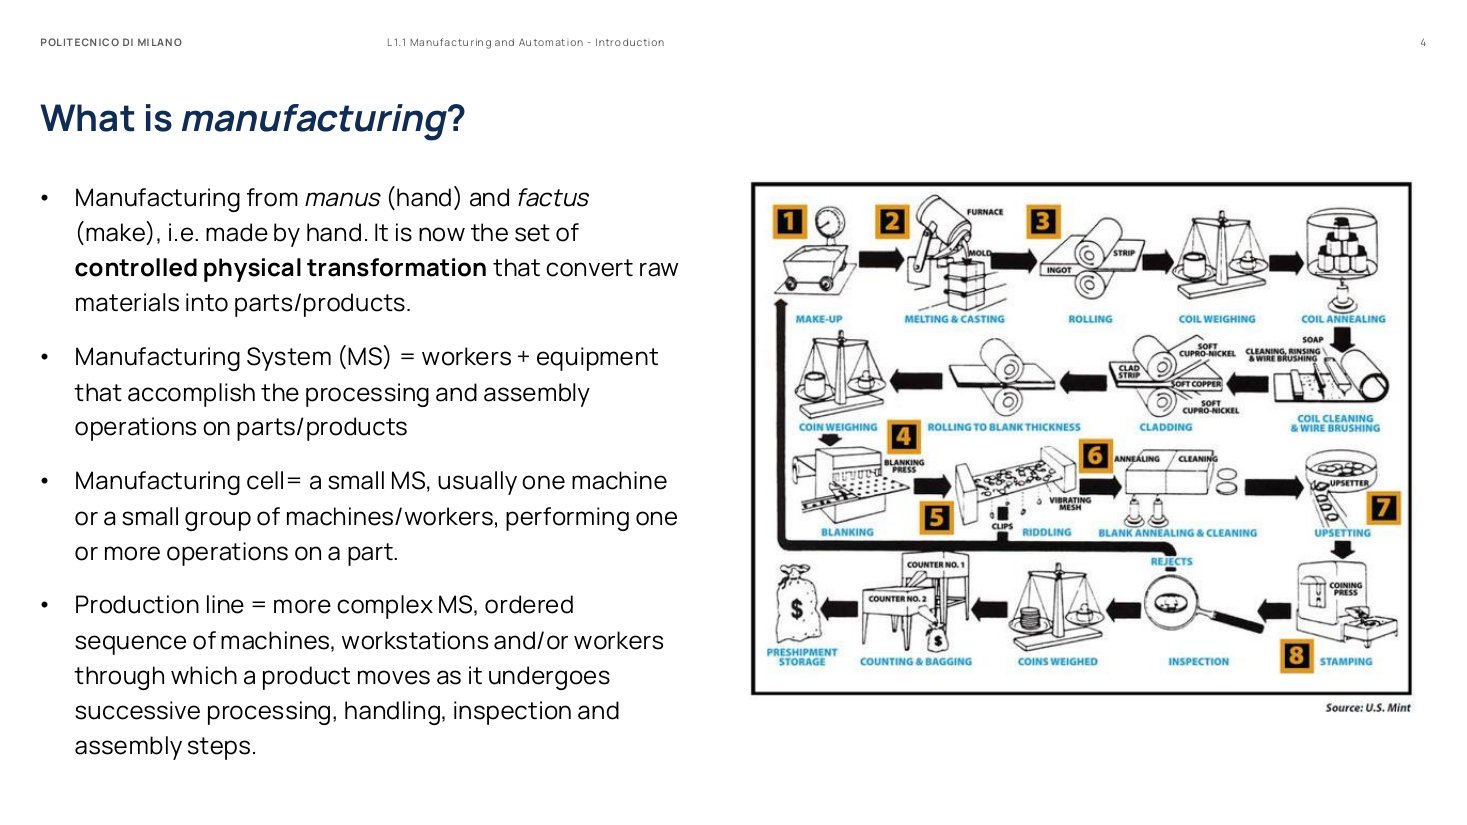 POLITECNICO DI MILANO
L1.1 Manufacturing and Automation - Introduction
4
What is manufacturing?
• Manufacturing from manus (hand) and factus
(make), i.e. made by hand. It is now the set of
controlled physical transformation that convert raw
materials into parts/products.
• Manufacturing System (MS) = workers + equipment
that accomplish the processing and assembly
operations on parts/products
• Manufacturing cell= a small MS, usually one machine
or a small group of machines/workers, performing one
or more operations on a part.
• Production line = more complex MS, ordered
sequence of machines, workstations and/or workers
through which a product moves as it undergoes
successive processing, handling, inspection and
assembly steps.
1
MAKE-UP
2
FURNACE
MOLD
MELTING & CASTING
3
INGOT
STRIP
ROLLING
COIL WEIGHING
COIL ANNEALING
SOAP
CLEANING, RINSING
& WIRE BRUSHING
COIL CLEANING
& WIRE BRUSHING
SOFT
CUPRO-NICKEL
CLAD
STRIP
SOFT COPPER
SOFT
CUPRO-NICKEL
CLADDING
ROLLING TO BLANK THICKNESS
COIN WEIGHING
4
BLANKING
PRESS
BLANKING
5
CLIPS
VIBRATING
MESH
RIDDLING
6
ANNEALING
CLEANING
BLANK ANNEALING & CLEANING
UPSETTER
7
UPSETTING
COINING
PRESS
8
STAMPING
REJECTS
INSPECTION
COINS WEIGHED
COUNTER NO. 1
COUNTER NO. 2
$
COUNTING & BAGGING
$
PRESHIPMENT
STORAGE
Source: U.S. Mint